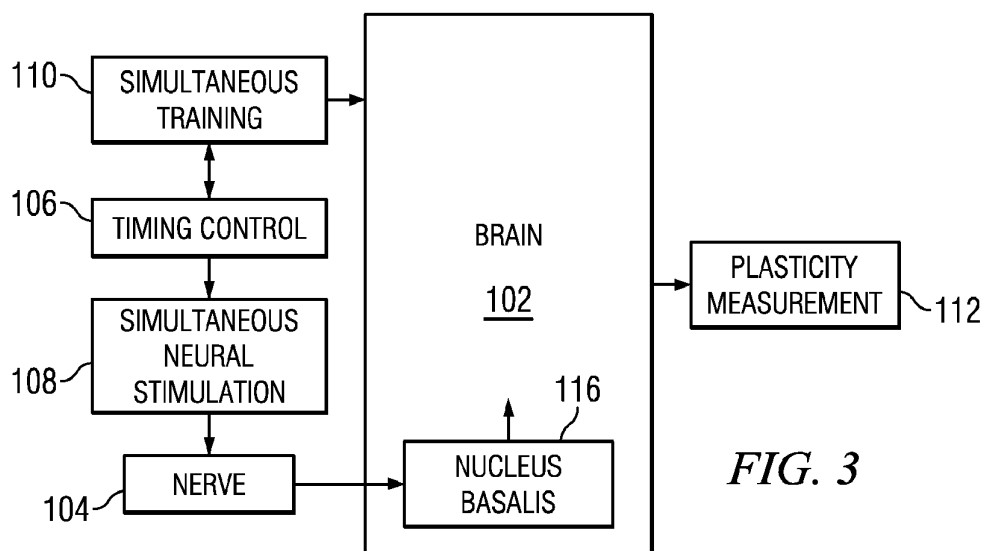 110
SIMULTANEOUS
TRAINING
106
TIMING CONTROL
108
SIMULTANEOUS
NEURAL
STIMULATION
104
NERVE
BRAIN
102
116
NUCLEUS
BASALIS
PLASTICITY
MEASUREMENT
112
FIG. 3